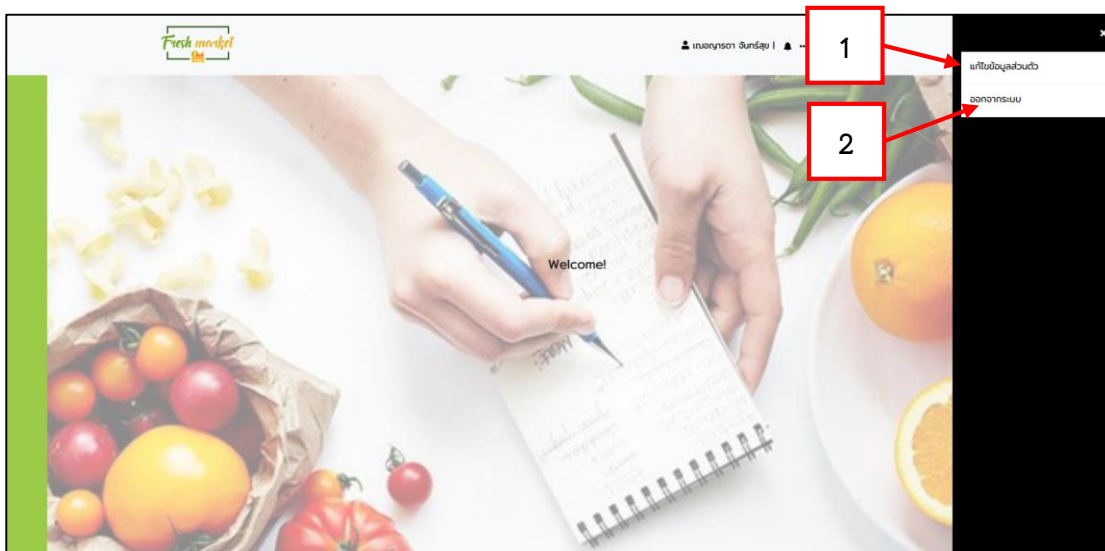 Fresh market
เฌอญารดา จันทร์สุข |
1
แก้ไขข้อมูลส่วนตัว
ออกจากระบบ
2
Welcome!